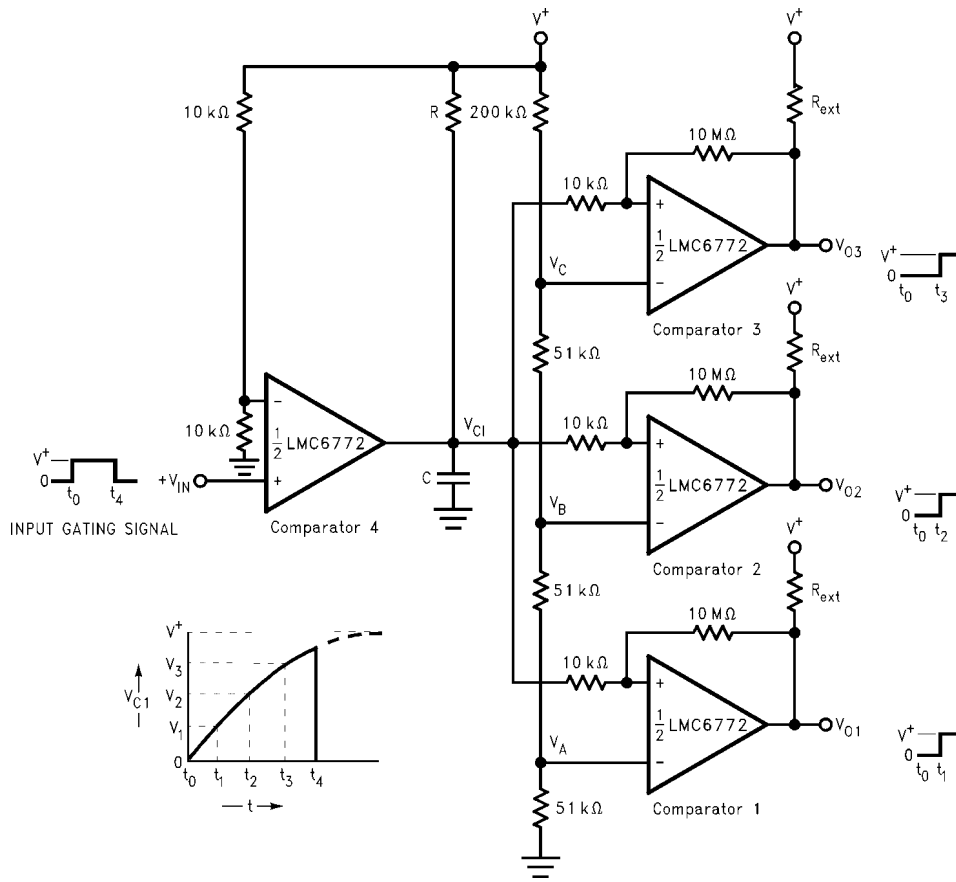 V+
V+
10 kΩ
R
200 kΩ
Rext
10 MΩ
10 kΩ
+
½ LMC6772
−
VO3
V+
0
t0 t3
VC
Comparator 3
V+
51 kΩ
Rext
10 MΩ
10 kΩ
−
½ LMC6772
+
10 kΩ
VCI
10 kΩ
+
½ LMC6772
−
VO2
V+
0
t0 t2
V+
0
t0 t4
+VIN
INPUT GATING SIGNAL
Comparator 4
C
VB
Comparator 2
V+
51 kΩ
Rext
10 MΩ
10 kΩ
+
½ LMC6772
−
VO1
V+
0
t0 t1
VA
Comparator 1
51 kΩ
V+
V3
VC1
V2
V1
0
t0 t1 t2 t3 t4
t